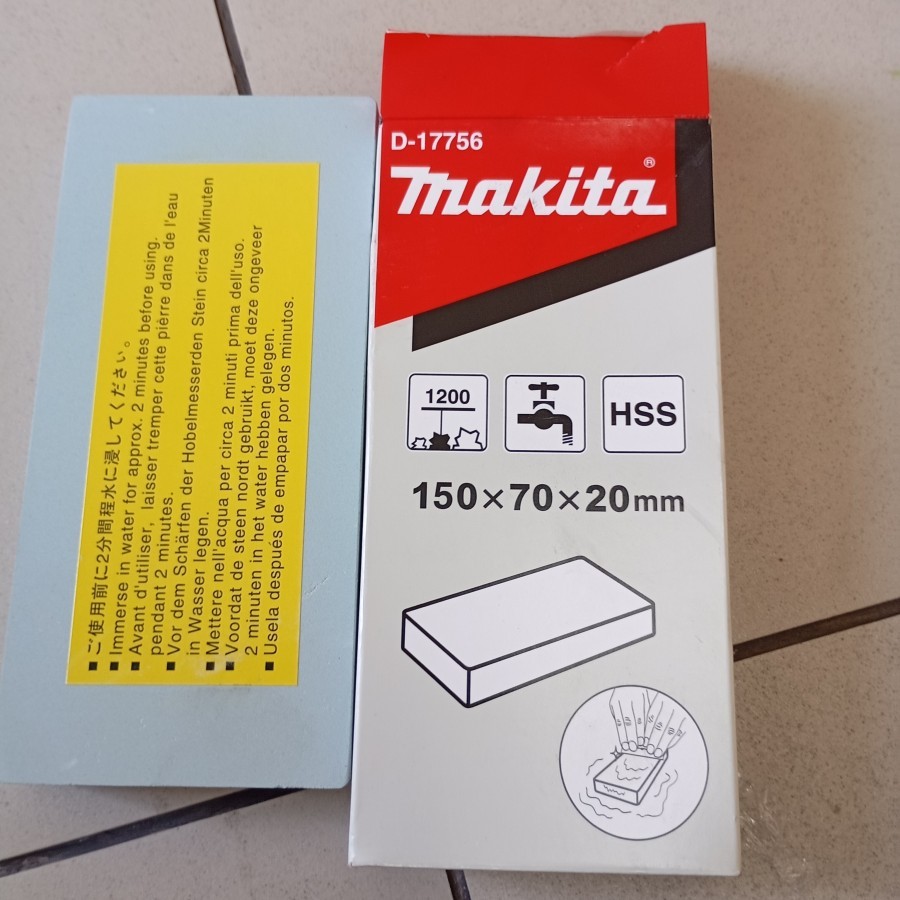 ■ご使用前に2分間程水に浸してください。
■Immerse in water for approx. 2 minutes before using.
■Avant d'utiliser, laisser tremper cette pièrre dans de l'eau
pendant 2 minutes.
■Vor dem Schärfen der Hobelmesserden Stein circa 2Minuten
in Wasser legen.
■Mettere nell'acqua per circa 2 minuti prima dell'uso.
■Voordat de steen nordt gebruikt, moet deze ongeveer
2 minuten in het water hebben gelegen.
■Usela después de empapar por dos minutos.
D-17756
makita®
1200
HSS
150×70×20mm